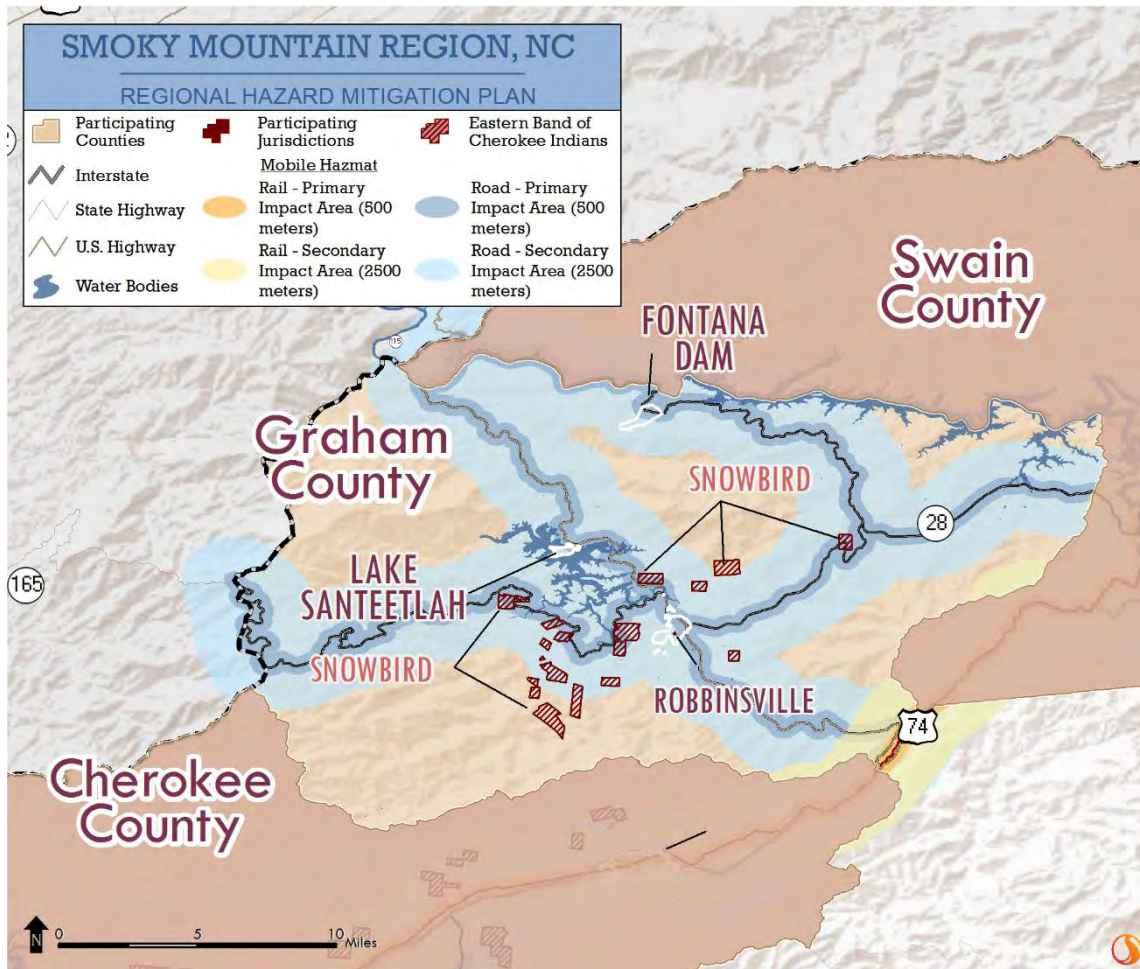 SMOKY MOUNTAIN REGION, NC
REGIONAL HAZARD MITIGATION PLAN
Participating
Counties
Participating
Jurisdictions
Eastern Band of
Cherokee Indians
Interstate
State Highway
U.S. Highway
Water Bodies
Mobile Hazmat
Rail - Primary
Impact Area (500
meters)
Road - Primary
Impact Area (500
meters)
Rail - Secondary
Impact Area (2500
meters)
Road - Secondary
Impact Area (2500
meters)
Swain
County
FONTANA
DAM
115
Graham
County
SNOWBIRD
28
165
LAKE
SANTEETLAH
SNOWBIRD
ROBBINSVILLE
74
Cherokee
County
N
0
5
10
Miles